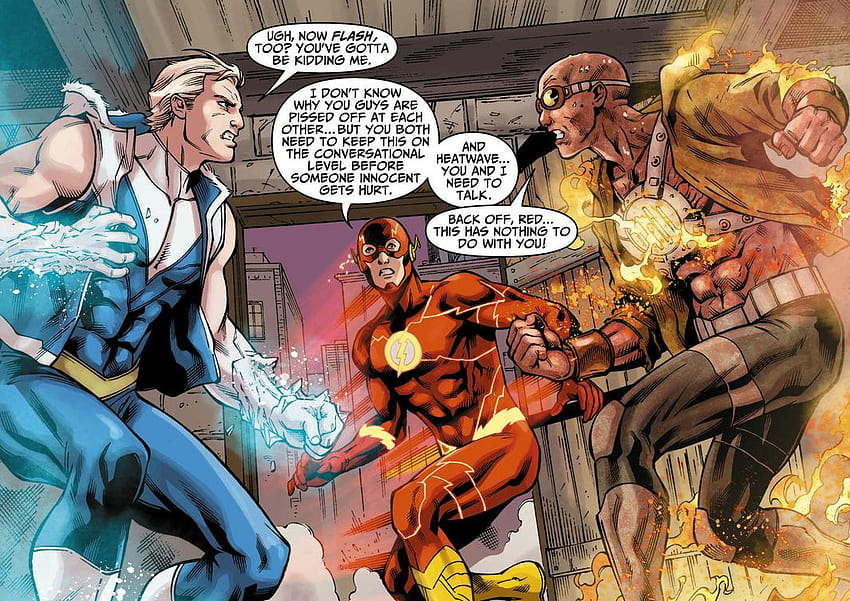 UGH, NOW FLASH,
TOO? YOU'VE GOTTA
BE KIDDING ME.
I DON'T KNOW
WHY YOU GUYS ARE
PISSED OFF AT EACH
OTHER...BUT YOU BOTH
NEED TO KEEP THIS ON
THE CONVERSATIONAL
LEVEL BEFORE
SOMEONE INNOCENT
GETS HURT.
AND
HEATWAVE...
YOU AND I
NEED TO
TALK.
BACK OFF, RED...
THIS HAS NOTHING TO
DO WITH YOU!